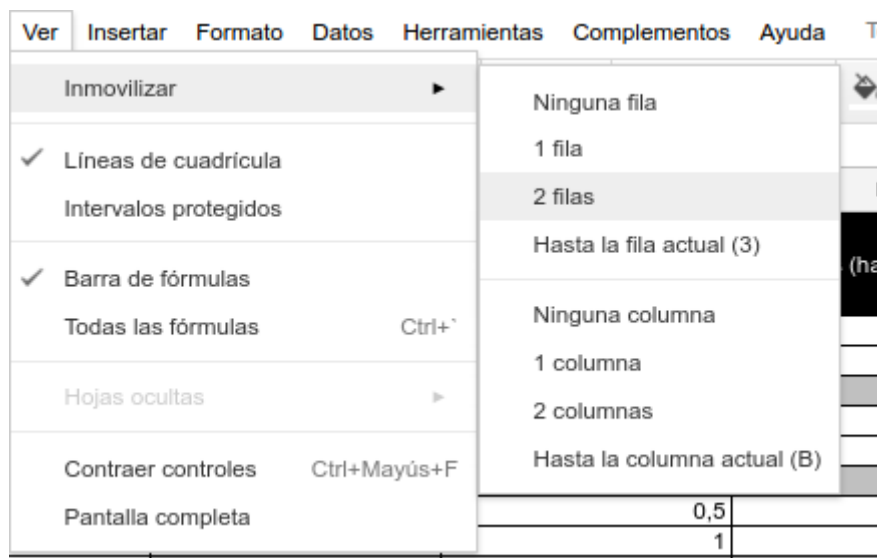 Ver Insertar Formato Datos Herramientas Complementos Ayuda
Inmovilizar
Líneas de cuadrícula
Intervalos protegidos
Barra de fórmulas
Todas las fórmulas Ctrl+`
Hojas ocultas
Contraer controles Ctrl+Mayús+F
Pantalla completa
Ninguna fila
1 fila
2 filas
Hasta la fila actual (3)
Ninguna columna
1 columna
2 columnas
Hasta la columna actual (B)
0,5
1